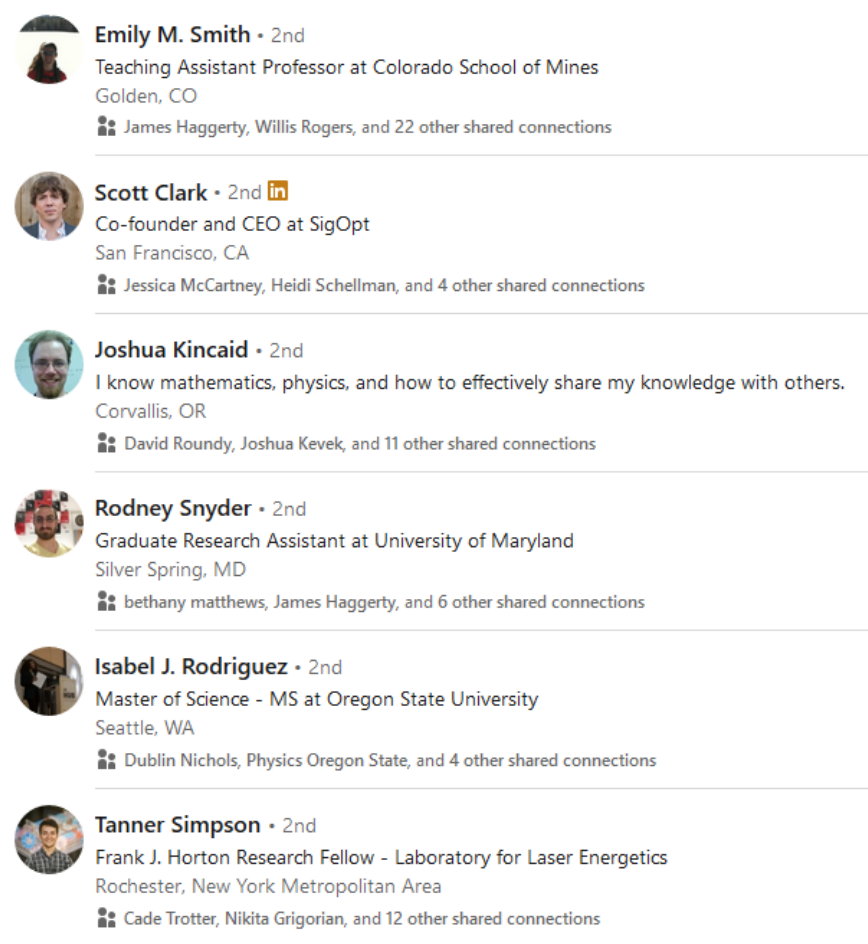 Emily M. Smith • 2nd
Teaching Assistant Professor at Colorado School of Mines
Golden, CO
James Haggerty, Willis Rogers, and 22 other shared connections
Scott Clark • 2nd in
Co-founder and CEO at SigOpt
San Francisco, CA
Jessica McCartney, Heidi Schellman, and 4 other shared connections
Joshua Kincaid • 2nd
I know mathematics, physics, and how to effectively share my knowledge with others.
Corvallis, OR
David Roundy, Joshua Kevek, and 11 other shared connections
Rodney Snyder • 2nd
Graduate Research Assistant at University of Maryland
Silver Spring, MD
bethany matthews, James Haggerty, and 6 other shared connections
Isabel J. Rodriguez • 2nd
Master of Science - MS at Oregon State University
Seattle, WA
Dublin Nichols, Physics Oregon State, and 4 other shared connections
Tanner Simpson • 2nd
Frank J. Horton Research Fellow - Laboratory for Laser Energetics
Rochester, New York Metropolitan Area
Cade Trotter, Nikita Grigorian, and 12 other shared connections